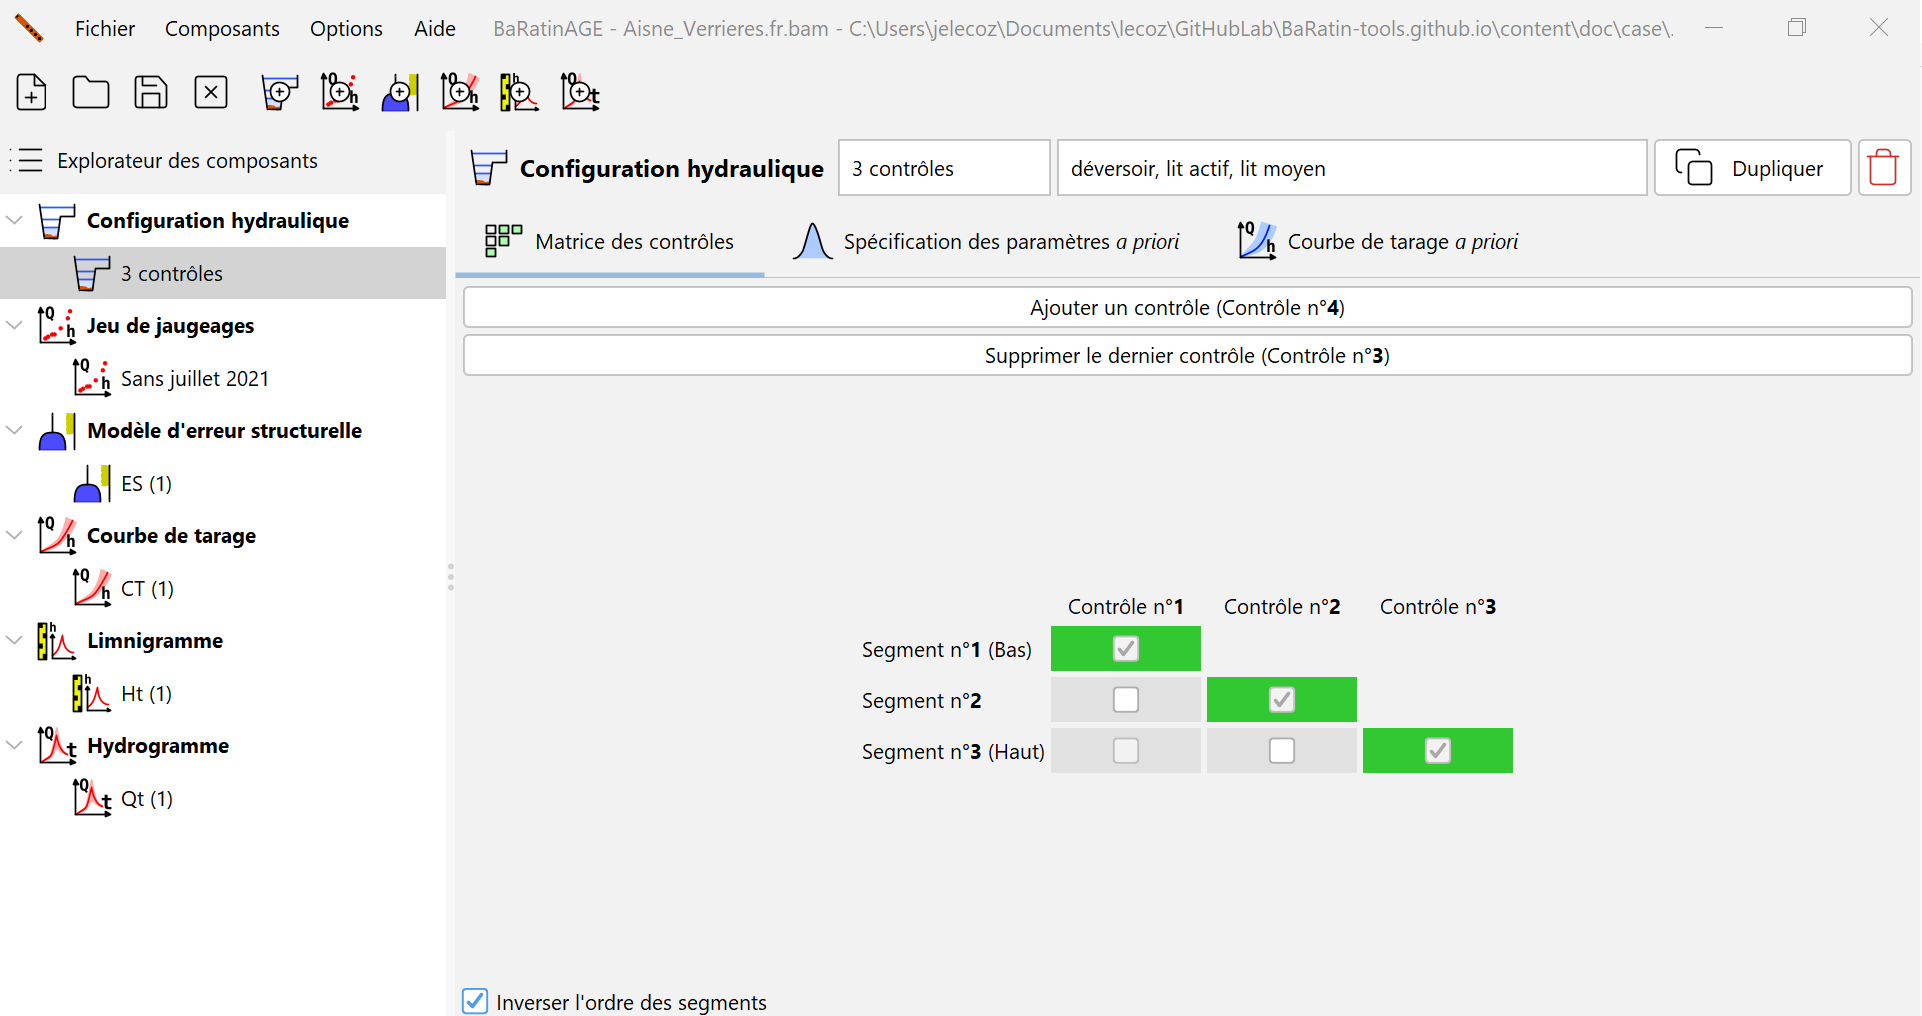 Fichier Composants Options Aide BaRatinAGE - Aisne_Verrieres.fr.bam - C:\Users\jelecoz\Documents\lecoz\GitHubLab\BaRatin-tools.github.io\content\doc\case\.
Explorateur des composants
Configuration hydraulique
3 contrôles
Jeu de jaugeages
Sans juillet 2021
Modèle d'erreur structurelle
ES (1)
Courbe de tarage
CT (1)
Limnigramme
Ht (1)
Hydrogramme
Qt (1)
Configuration hydraulique 3 contrôles déversoir, lit actif, lit moyen Dupliquer
Matrice des contrôles Spécification des paramètres a priori Courbe de tarage a priori
Ajouter un contrôle (Contrôle n°4)
Supprimer le dernier contrôle (Contrôle n°3)
Contrôle n°1 Contrôle n°2 Contrôle n°3
Segment n°1 (Bas)
Segment n°2
Segment n°3 (Haut)
Inverser l'ordre des segments